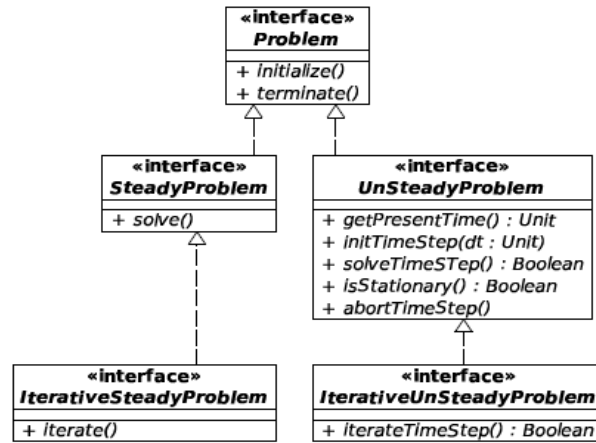 «interface»
Problem
+ initialize()
+ terminate()
«interface»
SteadyProblem
+ solve()
«interface»
UnSteadyProblem
+ getPresentTime() : Unit
+ initTimeStep(dt : Unit)
+ solveTimeSTep() : Boolean
+ isStationary() : Boolean
+ abortTimeStep()
«interface»
IterativeSteadyProblem
+ iterate()
«interface»
IterativeUnSteadyProblem
+ iterateTimeStep() : Boolean